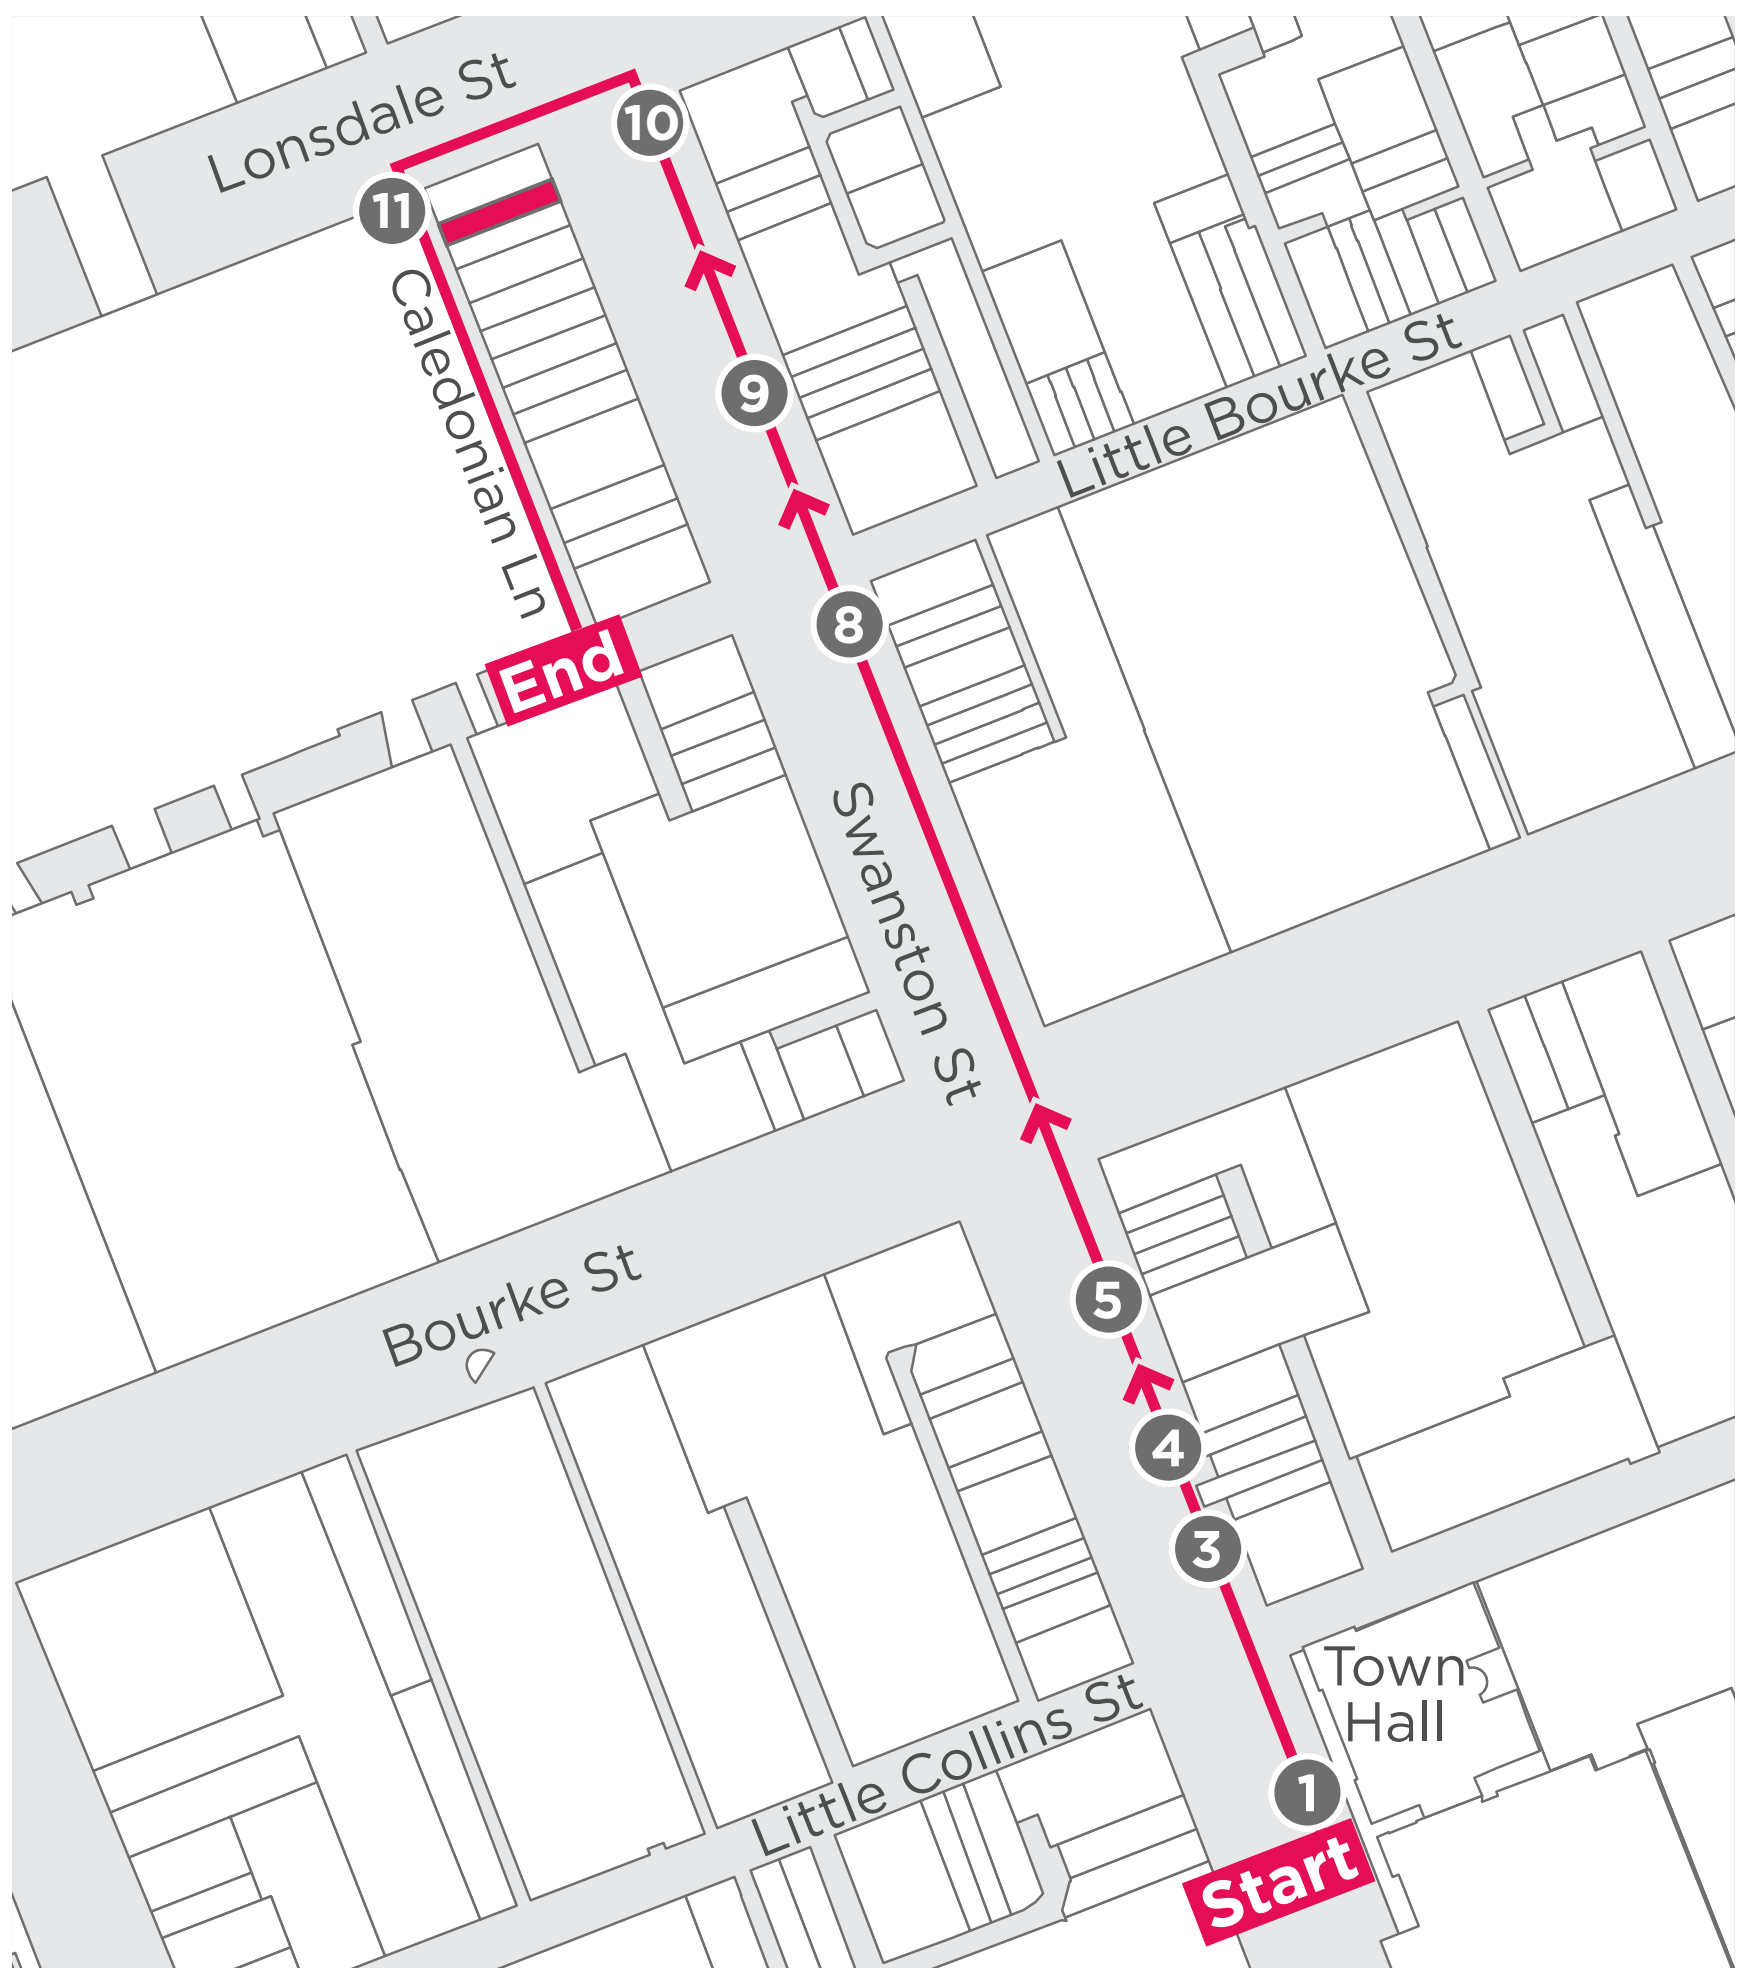 Lonsdale St
10
11
Caledonian Ln
9
Little Bourke St
8
End
Swanston St
5
Bourke St
4
3
Town
Hall
Little Collins St
1
Start